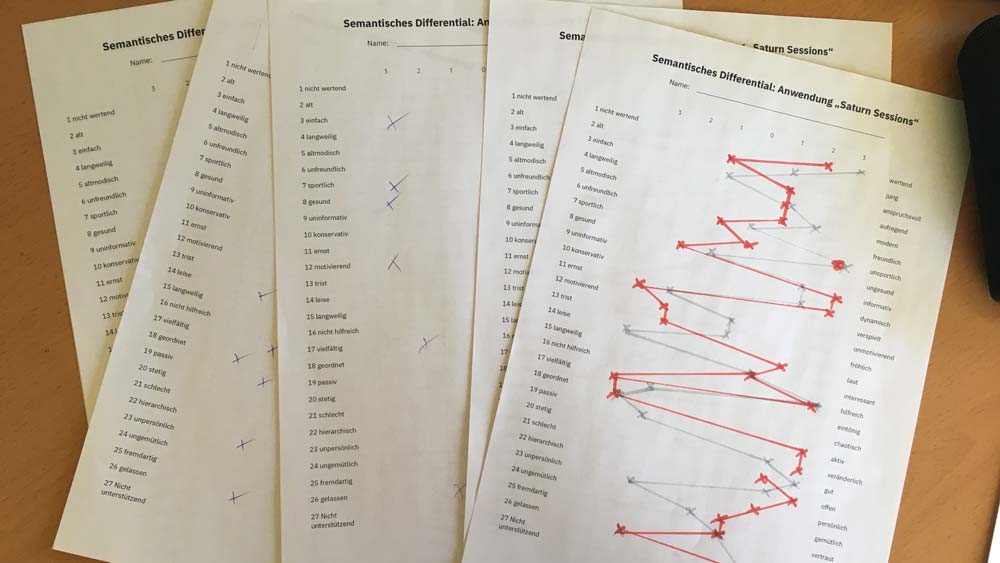 Semantisches Differ
Name:
3
1 nicht wertend
2 alt
3 einfach
4 langweilig
5 altmodisch
6 unfreundlich
7 sportlich
8 gesund
9 uninformativ
10 konservativ
11 ernst
12 motiv
13 tris
14 l
1 nicht wertend
2 alt
3 einfach
4 langweilig
5 altmodisch
6 unfreundlich
7 sportlich
8 gesund
9 uninformativ
10 konservativ
11 ernst
12 motivierend
13 trist
14 leise
15 langweilig
16 nicht hilfreich
17 vielfältig
18 geordnet
19 passiv
20 stetig
21 schlecht
22 hierarchisch
23 unpersönlich
24 ungemütlich
25 fremdartig
26 gelassen
27 Nicht
unterstützend
Semantisches Differential: An
Name:
3 2 1 0
1 nicht wertend
2 alt
3 einfach
4 langweilig
5 altmodisch
6 unfreundlich
7 sportlich
8 gesund
9 uninformativ
10 konservativ
11 ernst
12 motivierend
13 trist
14 leise
15 langweilig
16 nicht hilfreich
17 vielfältig
18 geordnet
19 passiv
20 stetig
21 schlecht
22 hierarchisch
23 unpersönlich
24 ungemütlich
25 fremdartig
26 gelassen
27 Nicht
unterstützend
Sema
„Saturn Sessions“
1 nicht wertend
2 alt
3 einfach
4 langweilig
5 altmodisch
6 unfreundlich
7 sportlich
8 gesund
9 uninforma
10 konserv
11 ernst
12 motiv
13 trist
14 leis
Semantisches Differential: Anwendung „Saturn Sessions“
Name:
3 2 1 0 1 2 3
1 nicht wertend wertend
2 alt jung
3 einfach anspruchsvoll
4 langweilig aufregend
5 altmodisch modern
6 unfreundlich freundlich
7 sportlich unsportlich
8 gesund ungesund
9 uninformativ informativ
10 konservativ dynamisch
11 ernst verspielt
12 motivierend unmotivierend
13 trist fröhlich
14 leise laut
15 langweilig interessant
16 nicht hilfreich hilfreich
17 vielfältig eintönig
18 geordnet chaotisch
19 passiv aktiv
20 stetig veränderlich
21 schlecht gut
22 hierarchisch offen
23 unpersönlich persönlich
24 ungemütlich gemütlich
25 fremdartig vertraut
26 gelassen
27 Nicht
unterstützend